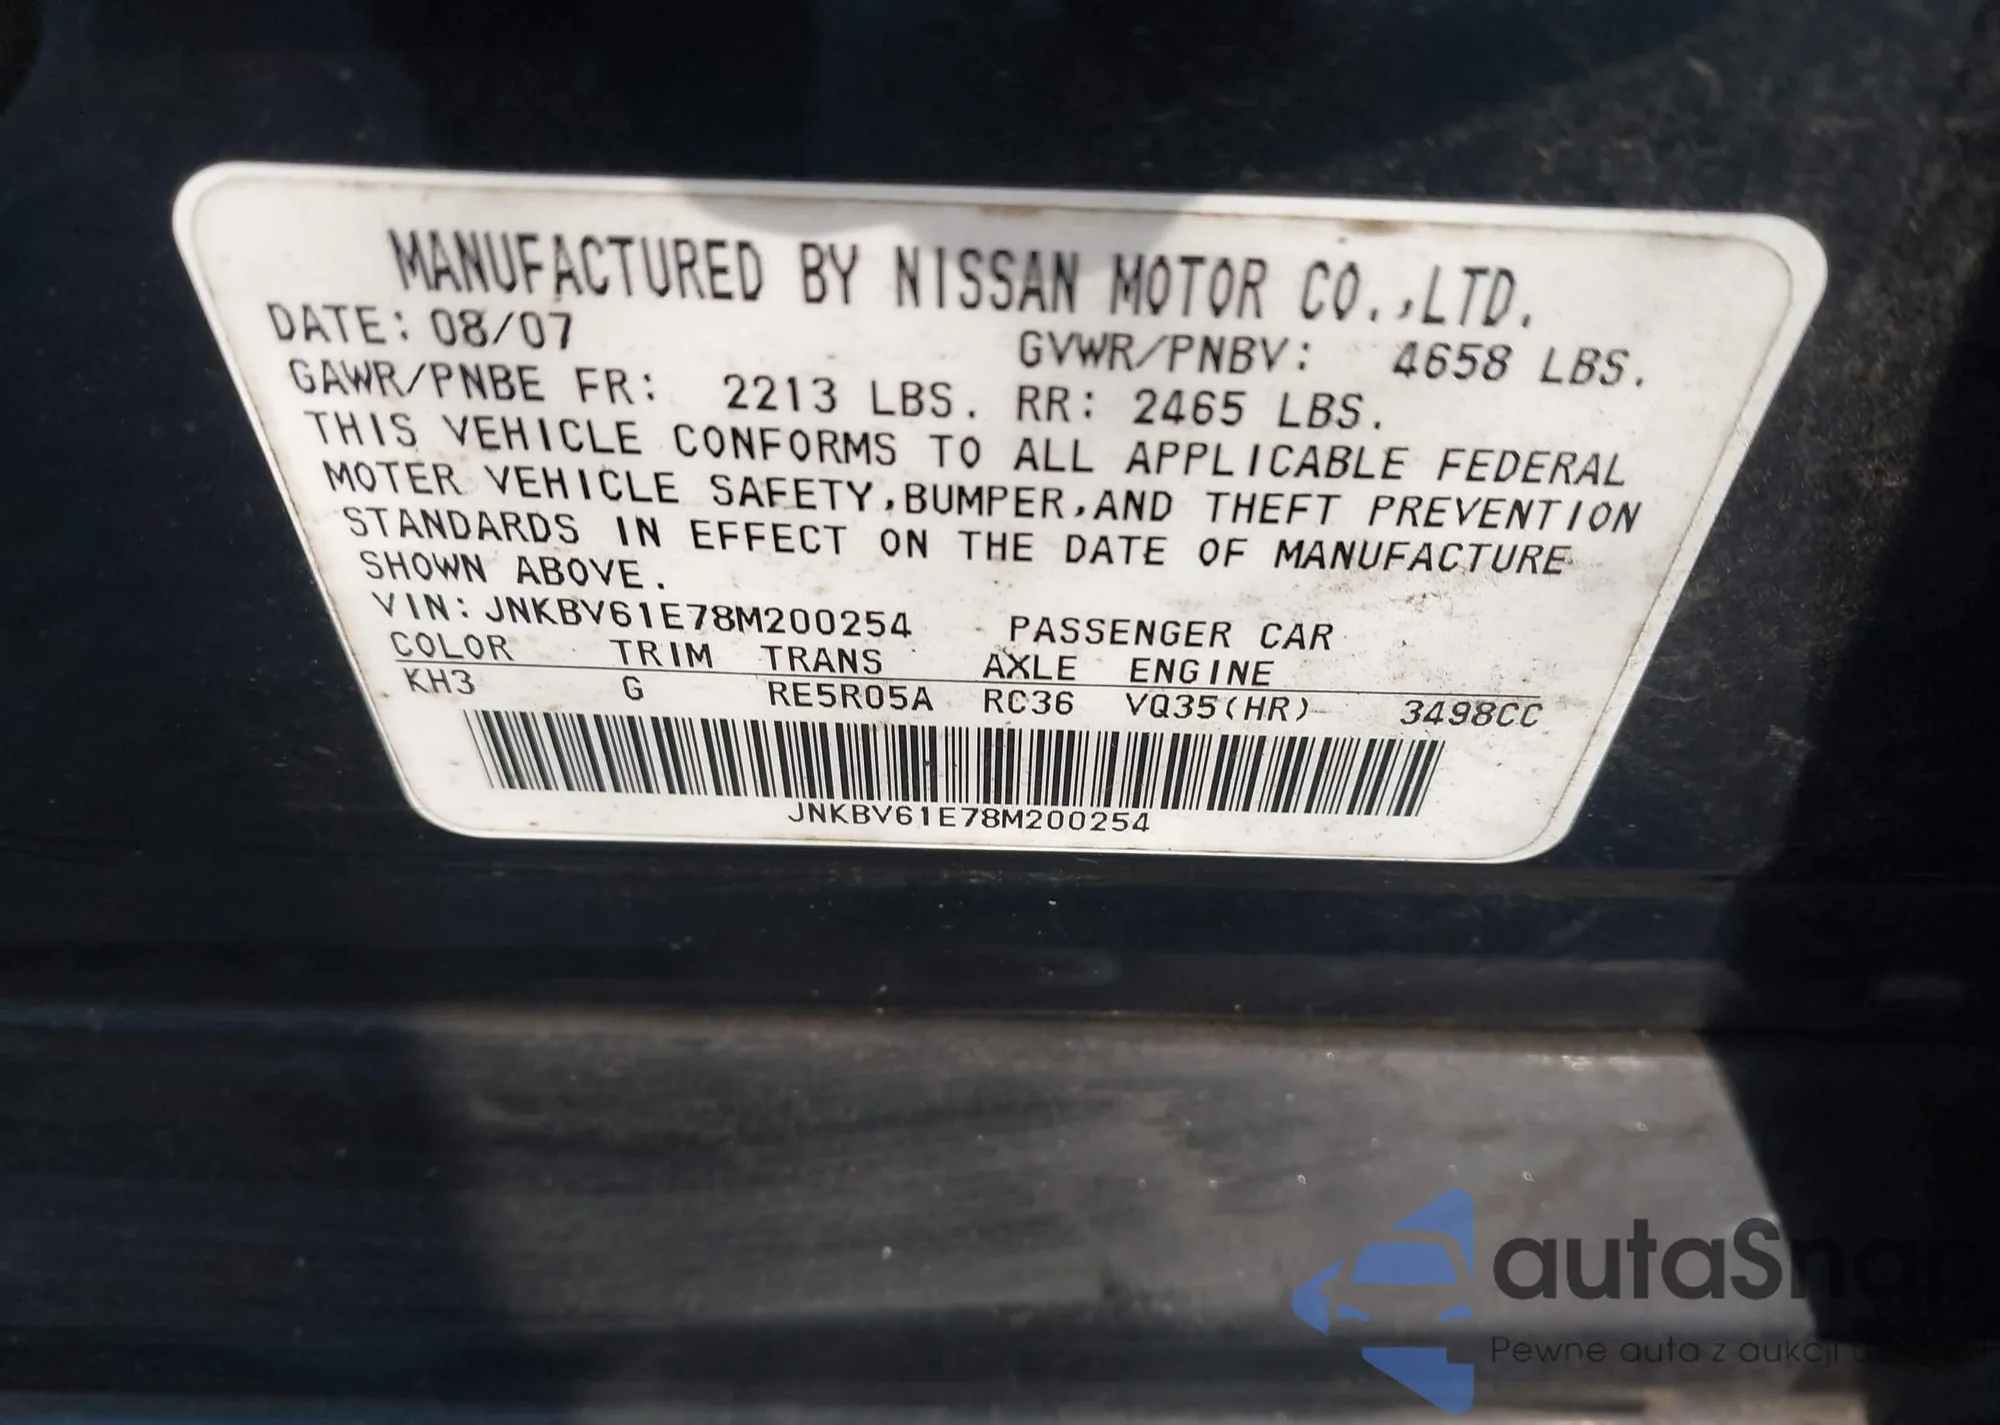 MANUFACTURED BY NISSAN MOTOR CO.,LTD.
DATE: 08/07 GVWR/PNBV: 4658 LBS.
GAWR/PNBE FR: 2213 LBS. RR: 2465 LBS.
THIS VEHICLE CONFORMS TO ALL APPLICABLE FEDERAL
MOTER VEHICLE SAFETY,BUMPER,AND THEFT PREVENTION
STANDARDS IN EFFECT ON THE DATE OF MANUFACTURE
SHOWN ABOVE.
VIN: JNKBV61E78M200254 PASSENGER CAR
COLOR TRIM TRANS AXLE ENGINE
KH3 G RE5R05A RC36 VQ35(HR) 3498CC
JNKBV61E78M200254
autaSnap
Pewne auta z aukcji